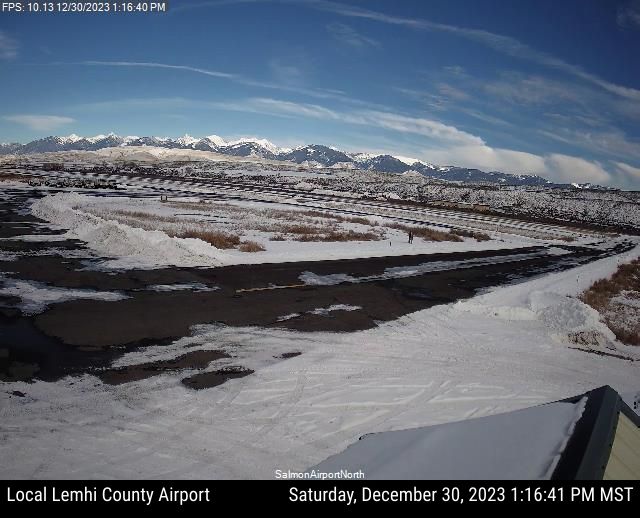 FPS: 10.13 12/30/2023 1:16:40 PM
SalmonAirportNorth
Local Lemhi County Airport Saturday, December 30, 2023 1:16:41 PM MST